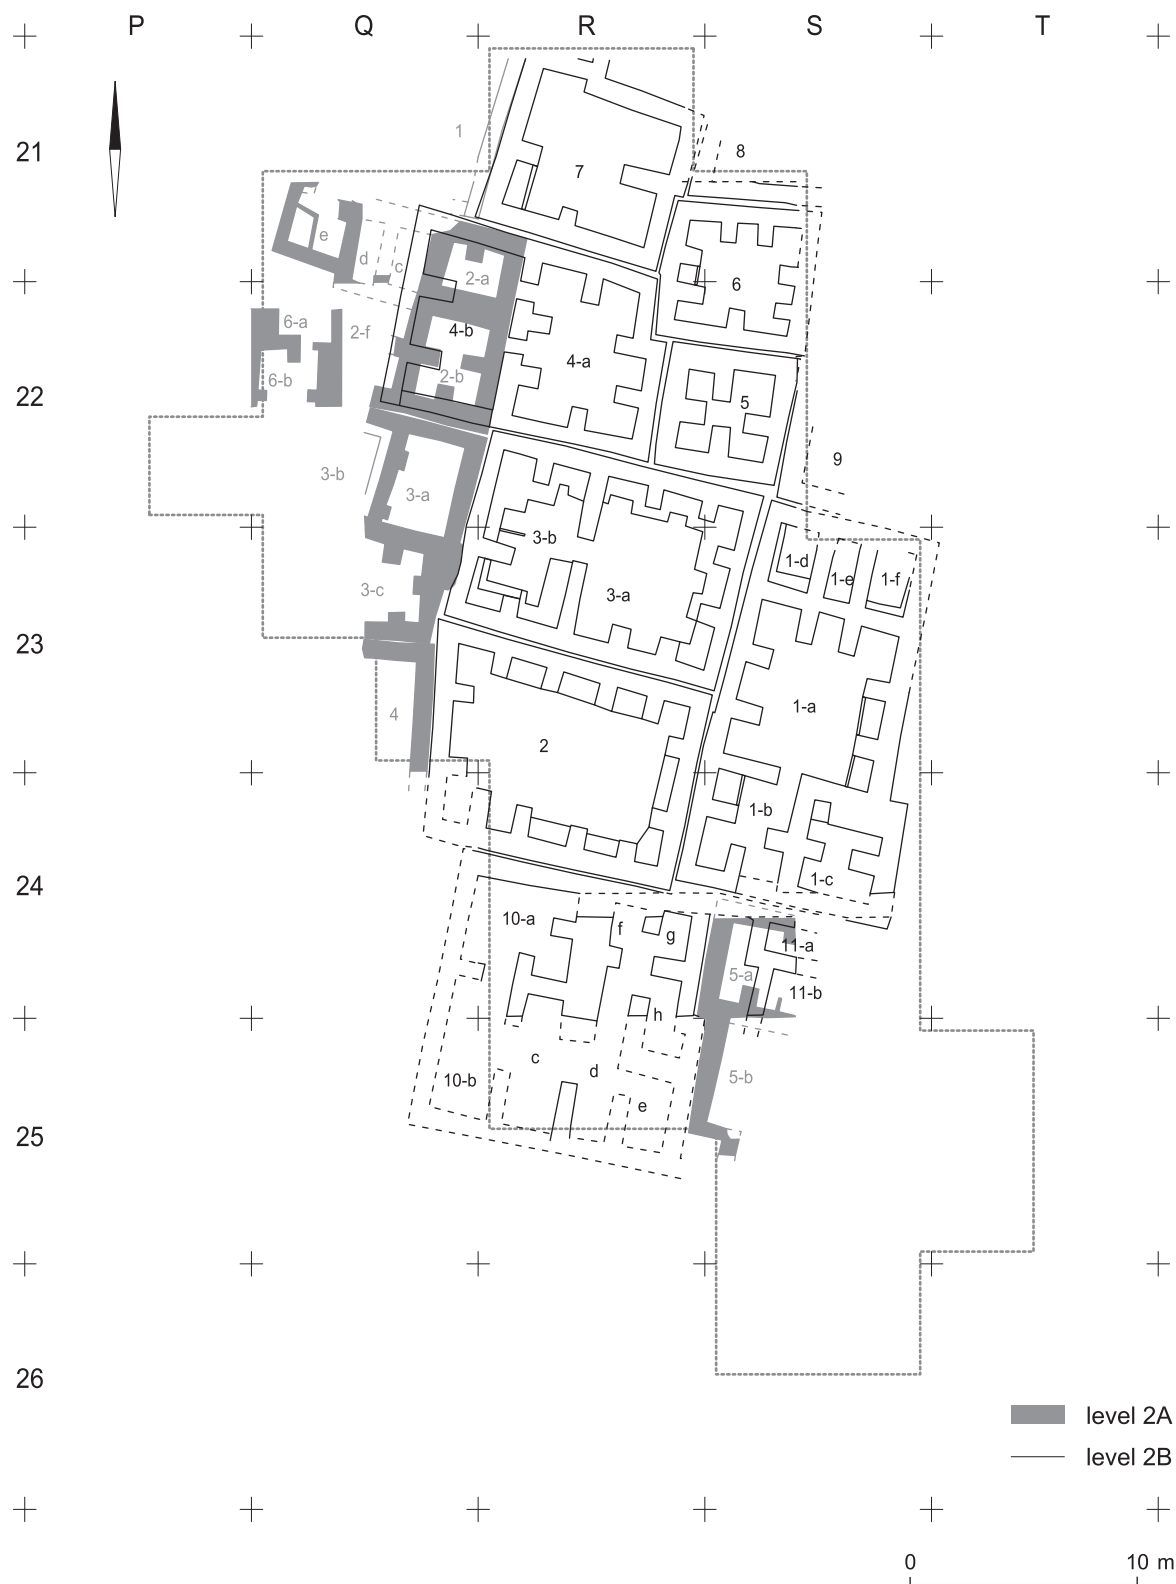 P Q R S T
21
1
8
7
e
d
c
2-a
6
6-a
2-f
4-b
4-a
6-b
2-b
5
22
9
3-b
3-a
3-b
1-d
1-e
1-f
3-c
3-a
23
4
2
1-a
1-b
1-c
24
10-a
f
g
11-a
5-a
11-b
h
c
d
10-b
e
5-b
25
26
level 2A
level 2B
0 10 m